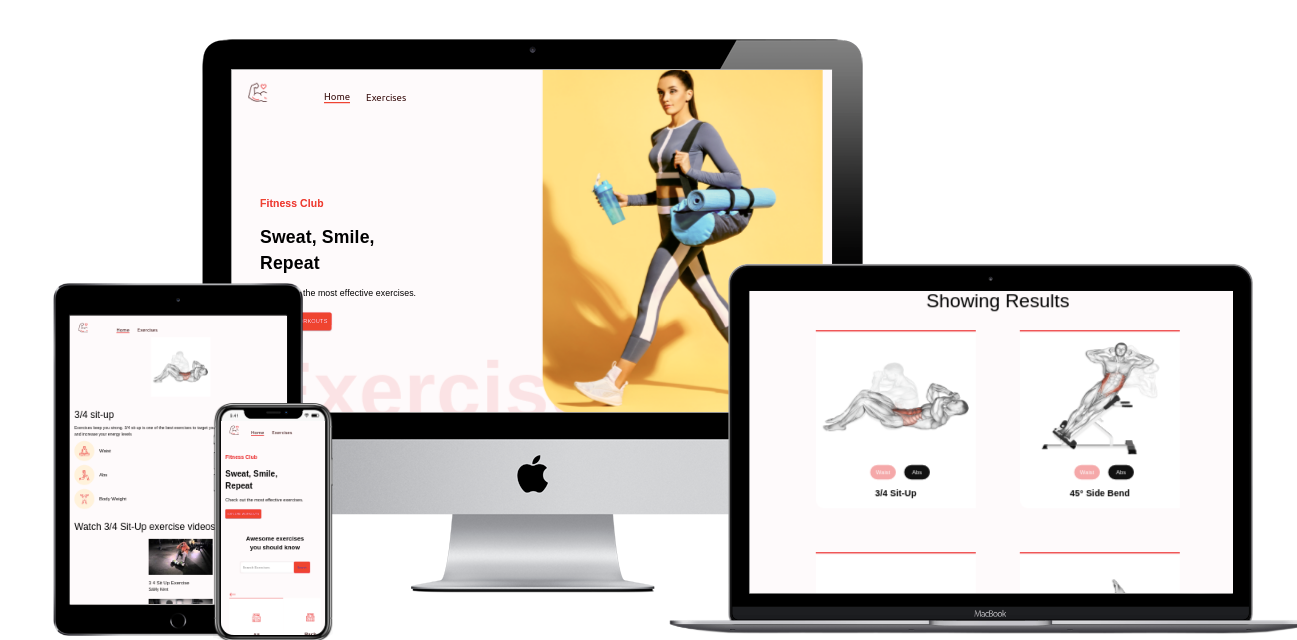 Home Exercises
Fitness Club
Sweat, Smile,
Repeat
the most effective exercises.
RKOUTS
Exercis
Home Exercises
3/4 sit-up
Exercises keep you strong. 3/4 sit-up is one of the best exercises to target
and increase your energy levels
Waist
Abs
Body Weight
Watch 3/4 Sit-Up exercise videos
3 4 Sit Up Exercise
9:41
Home Exercises
Fitness Club
Sweat, Smile,
Repeat
Check out the most effective exercises.
Awesome exercises
you should know
Search Exercises
Showing Results
Waist Abs
3/4 Sit-Up
Waist Abs
45° Side Bend
MacBook